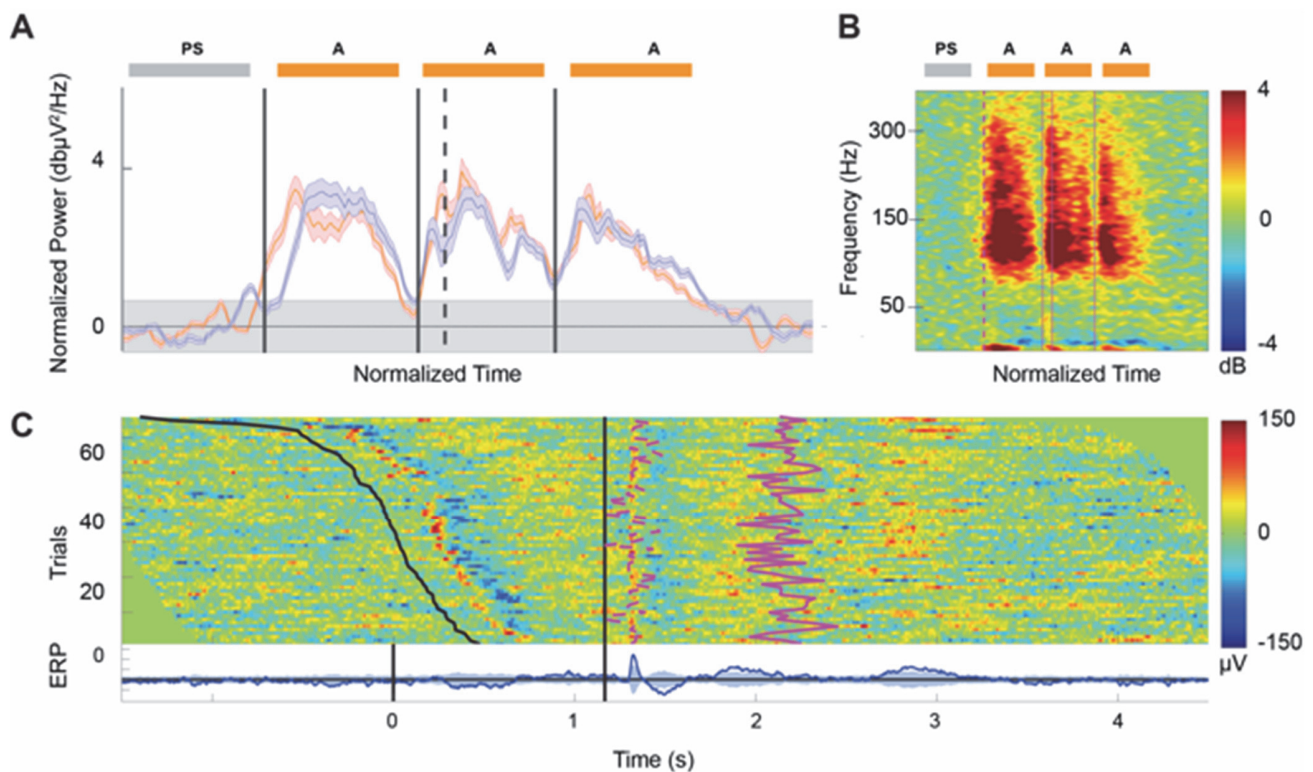 A
PS A A A
Normalized Power (dbµV²/Hz)
4
0
Normalized Time
B
PS A A A
Frequency (Hz)
300
150
50
Normalized Time
4
0
-4
dB
C
Trials
60
40
20
0
ERP
150
0
-150
µV
0 1 2 3 4
Time (s)